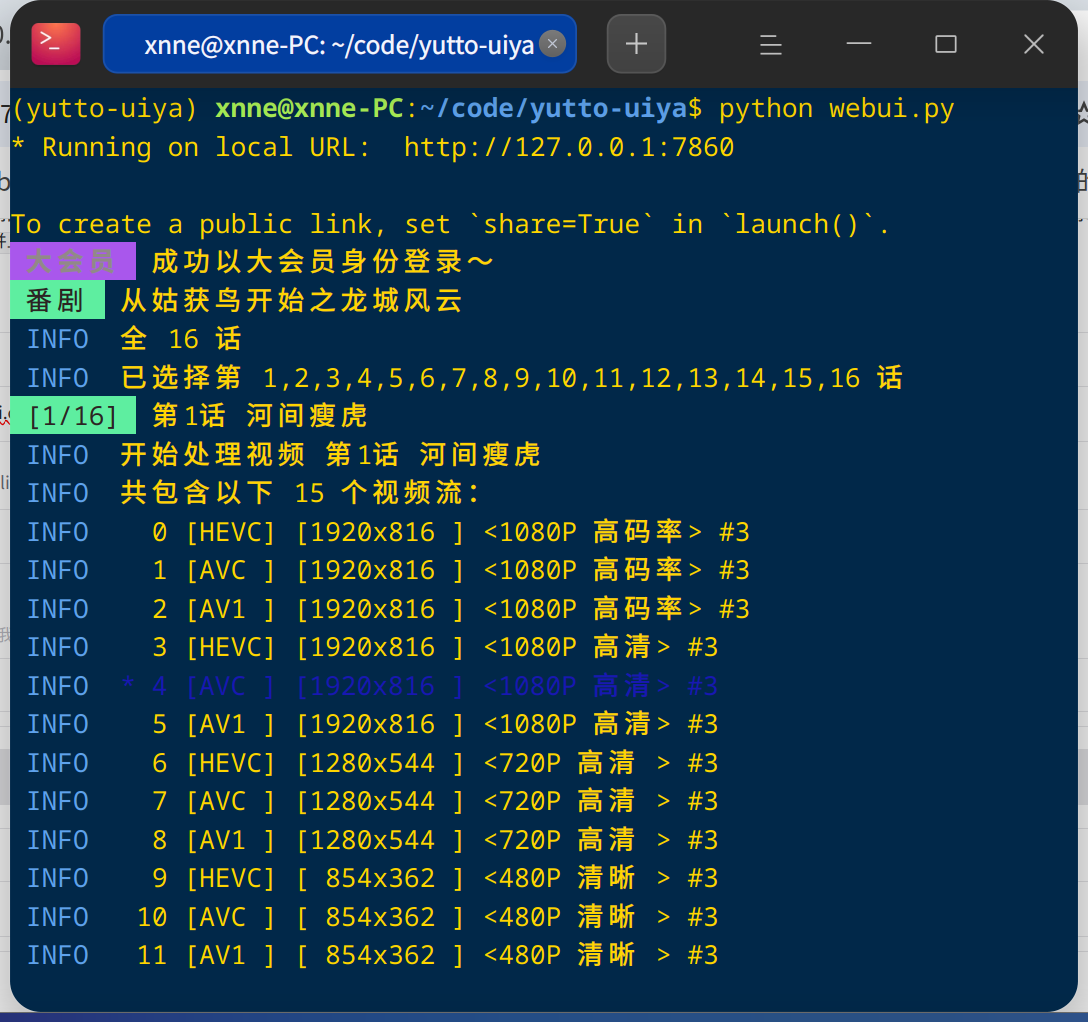 xnne@xnne-PC: ~/code/yutto-uiya
(yutto-uiya) xnne@xnne-PC:~/code/yutto-uiya$ python webui.py
* Running on local URL:  http://127.0.0.1:7860
To create a public link, set `share=True` in `launch()`.
大会员 成功以大会员身份登录～
番剧 从姑获鸟开始之龙城风云
INFO 全 16 话
INFO 已选择第 1,2,3,4,5,6,7,8,9,10,11,12,13,14,15,16 话
[1/16] 第1话 河间瘦虎
INFO 开始处理视频 第1话 河间瘦虎
INFO 共包含以下 15 个视频流：
INFO 0 [HEVC] [1920x816 ] <1080P 高码率> #3
INFO 1 [AVC ] [1920x816 ] <1080P 高码率> #3
INFO 2 [AV1 ] [1920x816 ] <1080P 高码率> #3
INFO 3 [HEVC] [1920x816 ] <1080P 高清> #3
INFO * 4 [AVC ] [1920x816 ] <1080P 高清> #3
INFO 5 [AV1 ] [1920x816 ] <1080P 高清> #3
INFO 6 [HEVC] [1280x544 ] <720P 高清 > #3
INFO 7 [AVC ] [1280x544 ] <720P 高清 > #3
INFO 8 [AV1 ] [1280x544 ] <720P 高清 > #3
INFO 9 [HEVC] [ 854x362 ] <480P 清晰 > #3
INFO 10 [AVC ] [ 854x362 ] <480P 清晰 > #3
INFO 11 [AV1 ] [ 854x362 ] <480P 清晰 > #3